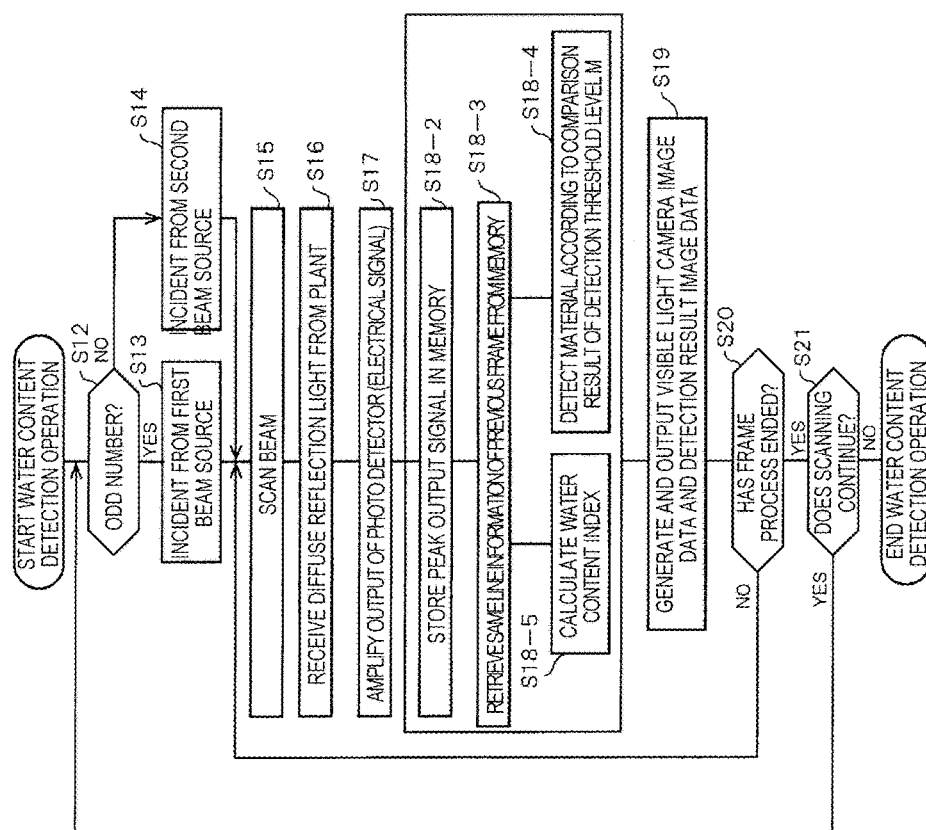 START WATER CONTENT
DETECTION OPERATION
S12
ODD NUMBER?
NO
YES
S13
INCIDENT FROM FIRST
BEAM SOURCE
S14
INCIDENT FROM SECOND
BEAM SOURCE
S15
SCAN BEAM
S16
RECEIVE DIFFUSE REFLECTION LIGHT FROM PLANT
S17
AMPLIFY OUTPUT OF PHOTO DETECTOR (ELECTRICAL SIGNAL)
S18-2
STORE PEAK OUTPUT SIGNAL IN MEMORY
S18-3
RETRIEVE SAME LINE INFORMATION OF PREVIOUS FRAME FROM MEMORY
S18-5
CALCULATE WATER
CONTENT INDEX
S18-4
DETECT MATERIAL ACCORDING TO COMPARISON
RESULT OF DETECTION THRESHOLD LEVEL M
S19
GENERATE AND OUTPUT VISIBLE LIGHT CAMERA IMAGE
DATA AND DETECTION RESULT IMAGE DATA
S20
HAS FRAME
PROCESS ENDED?
NO
YES
S21
DOES SCANNING
CONTINUE?
YES
NO
END WATER CONTENT
DETECTION OPERATION